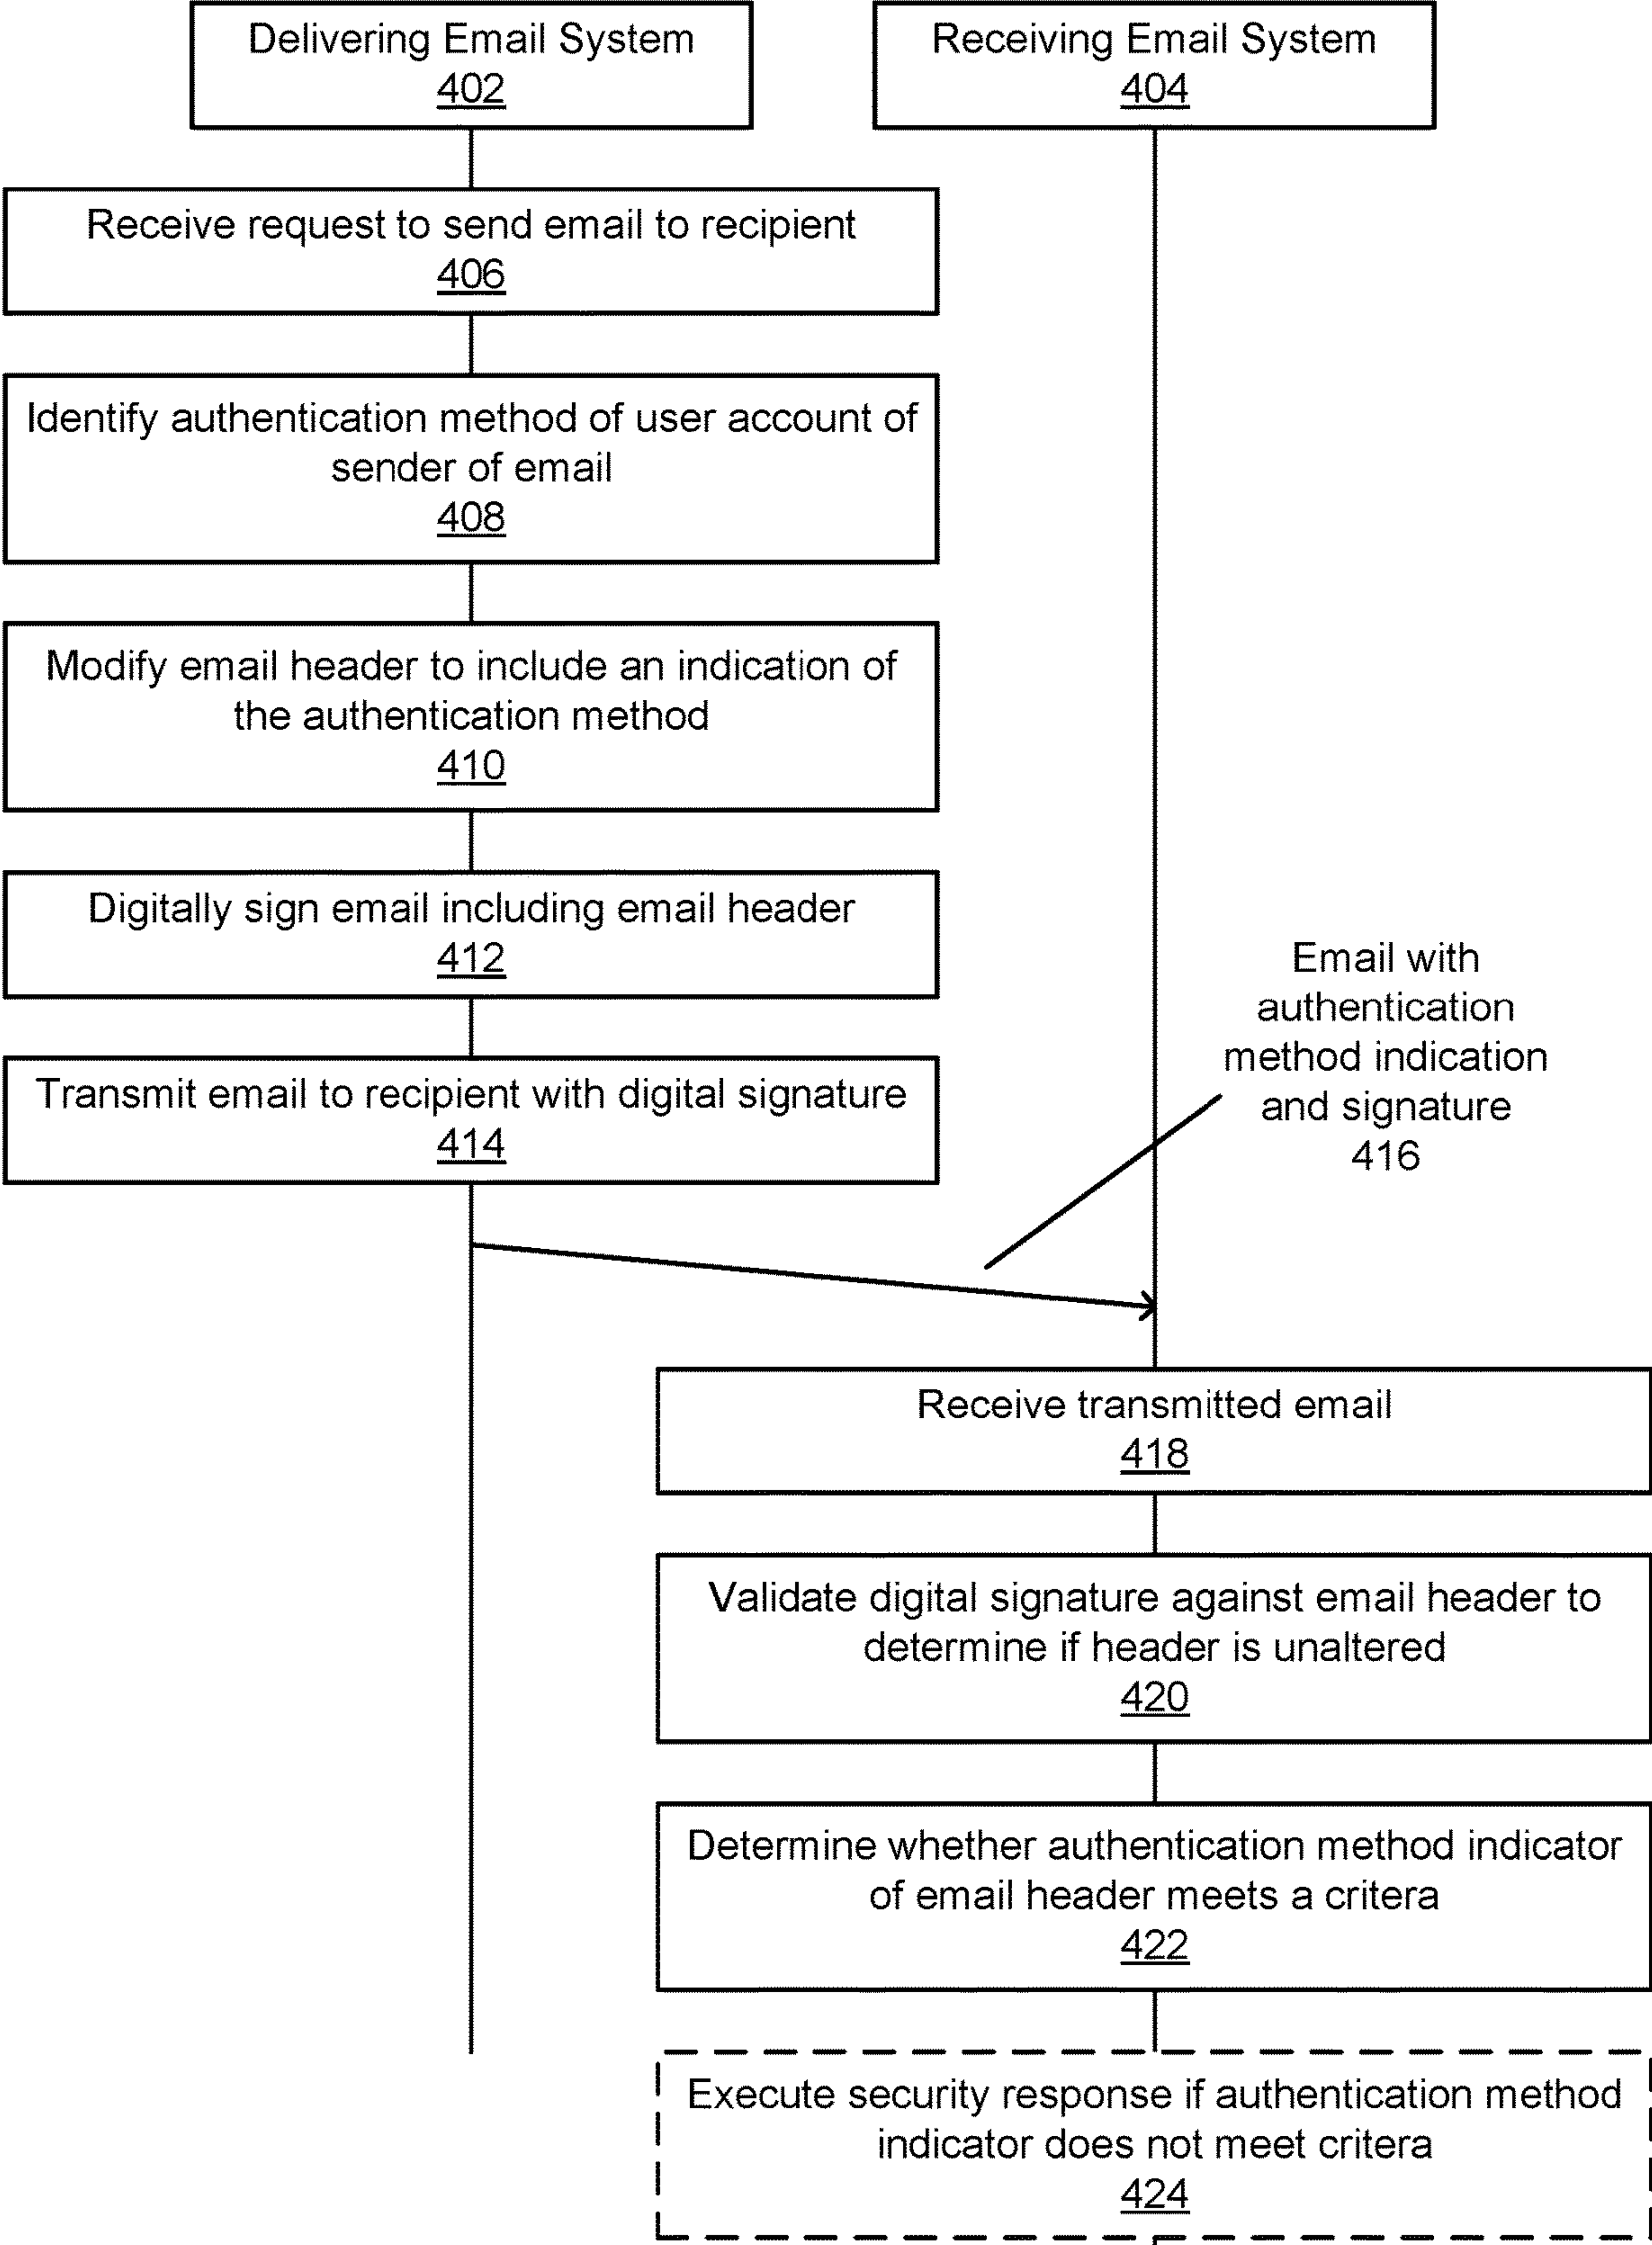 Delivering Email System
402
Receiving Email System
404
Receive request to send email to recipient
406
Identify authentication method of user account of
sender of email
408
Modify email header to include an indication of
the authentication method
410
Digitally sign email including email header
412
Transmit email to recipient with digital signature
414
Email with
authentication
method indication
and signature
416
Receive transmitted email
418
Validate digital signature against email header to
determine if header is unaltered
420
Determine whether authentication method indicator
of email header meets a critera
422
Execute security response if authentication method
indicator does not meet critera
424